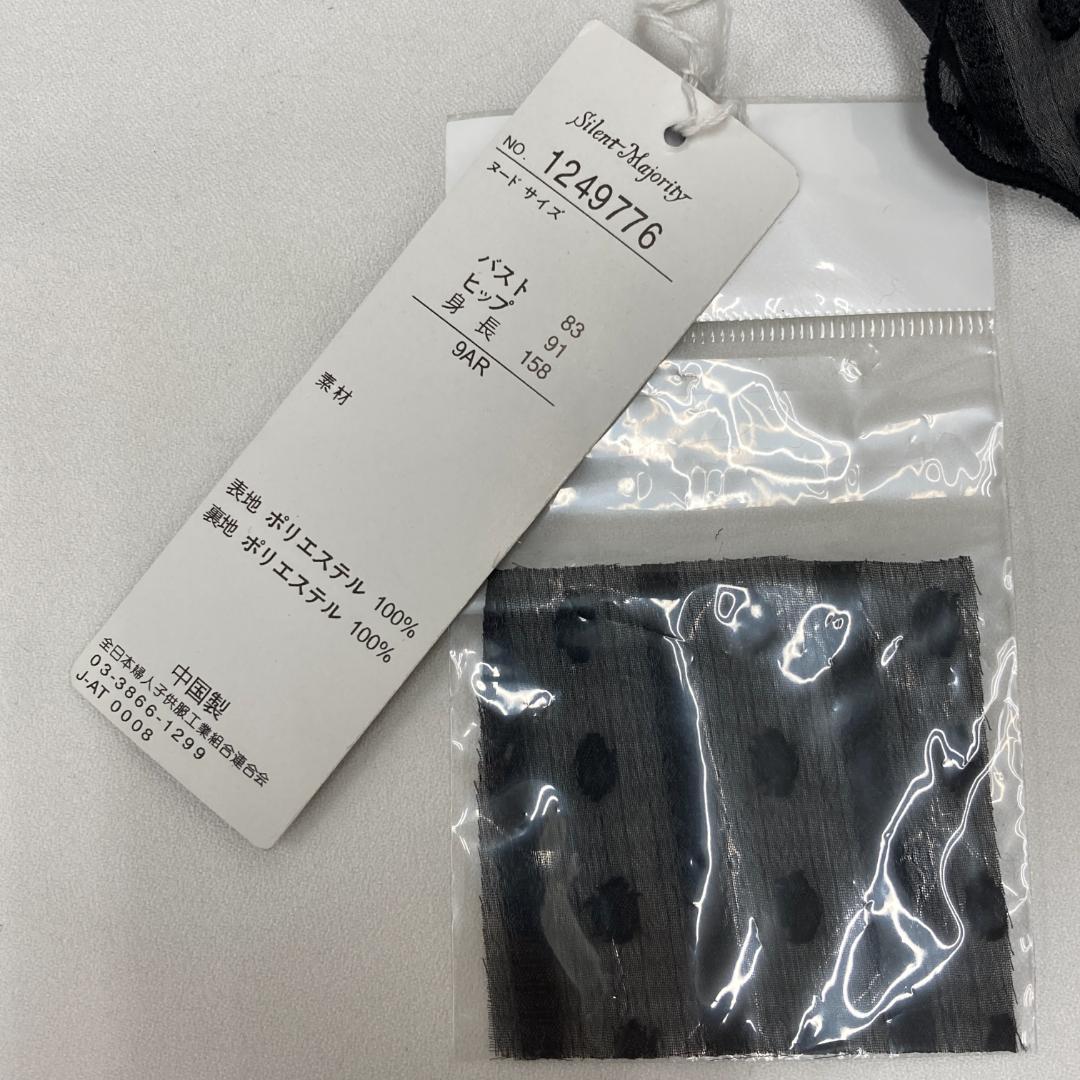 Silent Majority
NO. 1249776
ヌードサイズ
バスト 83
ヒップ 91
身長 158
9AR
素材
表地 ポリエステル 100%
裏地 ポリエステル 100%
中国製
全日本婦人子供服工業組合連合会
03-3866-1299
J-AT 0008